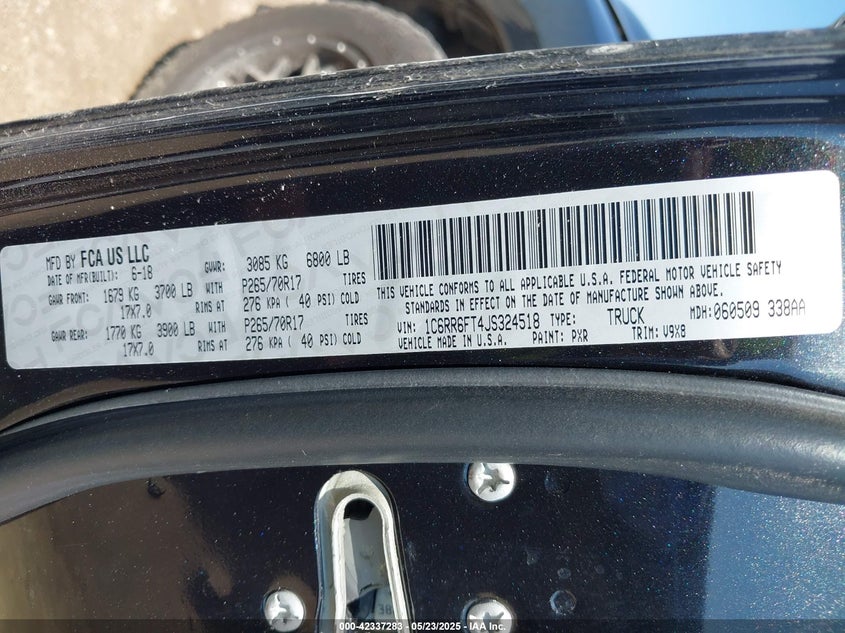 MFD BY FCA US LLC
DATE OF MFR(BUILT): 6-18 GVWR: 3085 KG 6800 LB
GAWR FRONT: 1679 KG 3700 LB WITH P265/70R17 TIRES
17X7.0 RIMS AT 276 KPA ( 40 PSI) COLD
GAWR REAR: 1770 KG 3900 LB WITH P265/70R17 TIRES
17X7.0 RIMS AT 276 KPA ( 40 PSI) COLD
THIS VEHICLE CONFORMS TO ALL APPLICABLE U.S.A. FEDERAL MOTOR VEHICLE SAFETY
STANDARDS IN EFFECT ON THE DATE OF MANUFACTURE SHOWN ABOVE.
VIN: 1C6RR6FT4JS324518 TYPE: TRUCK MDH: 060509 338AA
VEHICLE MADE IN U.S.A. PAINT: PXR TRIM: V9X8
38
000-42337283 - 05/23/2025 - IAA Inc.